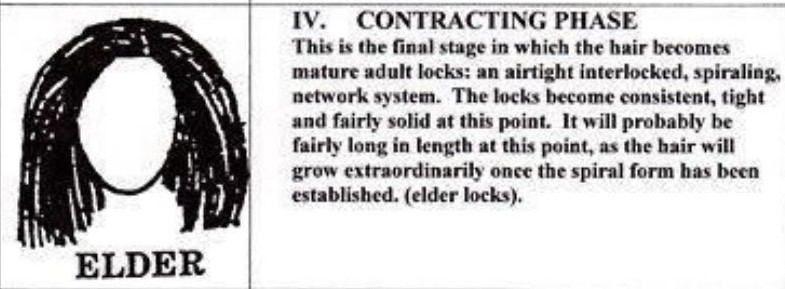 IV. CONTRACTING PHASE
This is the final stage in which the hair becomes
mature adult locks: an airtight interlocked, spiraling,
network system. The locks become consistent, tight
and fairly solid at this point. It will probably be
fairly long in length at this point, as the hair will
grow extraordinarily once the spiral form has been
established. (elder locks).
ELDER